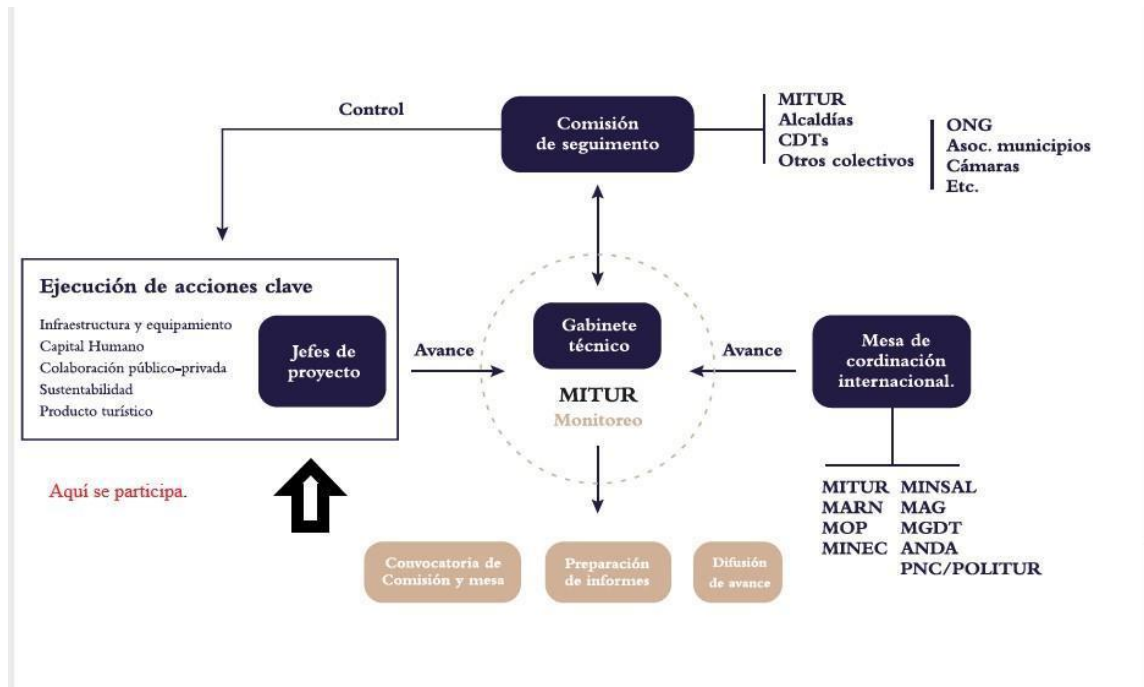 Control
Comisión
de seguimento
MITUR
Alcaldías
CDTs
Otros colectivos
ONG
Asoc. municipios
Cámaras
Etc.
Ejecución de acciones clave
Infraestructura y equipamiento
Capital Humano
Colaboración público-privada
Sustentabilidad
Producto turístico
Jefes de
proyecto
Avance
Gabinete
técnico
MITUR
Monitoreo
Avance
Mesa de
cordinación
internacional.
Aquí se participa.
MITUR MINSAL
MARN MAG
MOP MGDT
MINEC ANDA
PNC/POLITUR
Convocatoria de
Comisión y mesa
Preparación
de informes
Difusión
de avance